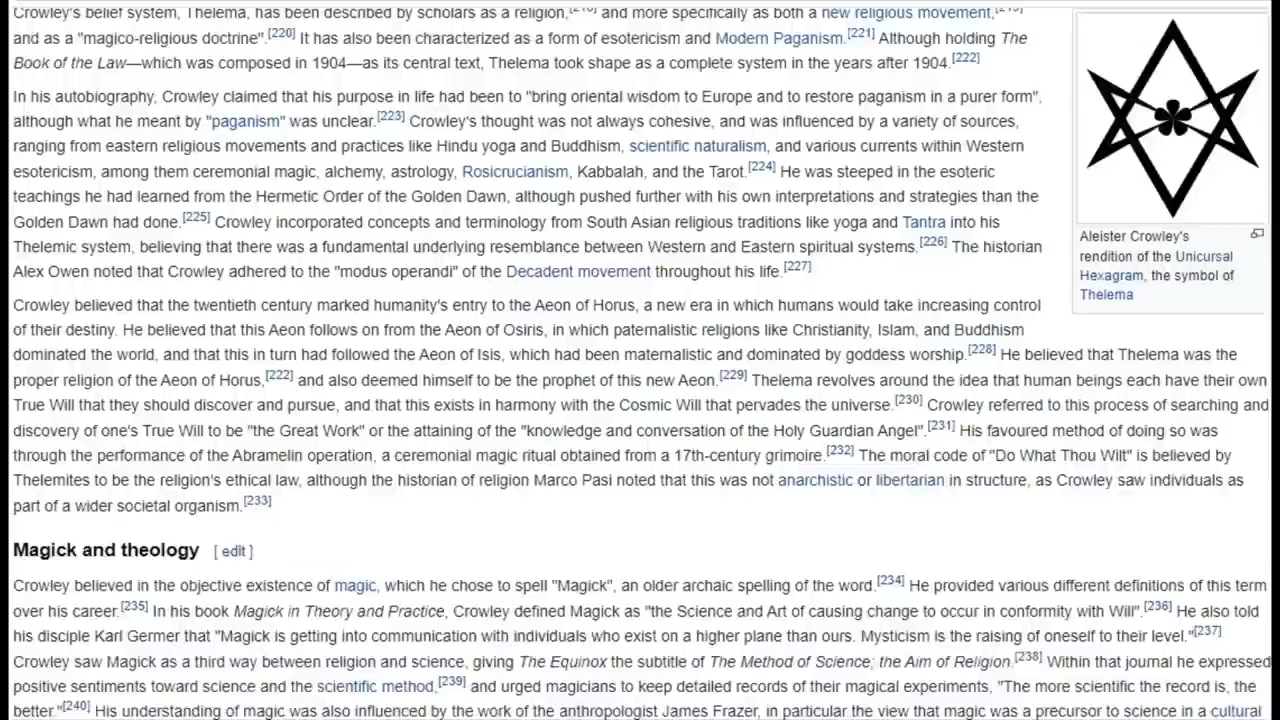 Crowley's belief system, Thelema, has been described by scholars as a religion, and more specifically as both a new religious movement,
and as a "magico-religious doctrine".[220] It has also been characterized as a form of esotericism and Modern Paganism.[221] Although holding The
Book of the Law—which was composed in 1904—as its central text, Thelema took shape as a complete system in the years after 1904.[222]
In his autobiography, Crowley claimed that his purpose in life had been to "bring oriental wisdom to Europe and to restore paganism in a purer form",
although what he meant by "paganism" was unclear.[223] Crowley's thought was not always cohesive, and was influenced by a variety of sources,
ranging from eastern religious movements and practices like Hindu yoga and Buddhism, scientific naturalism, and various currents within Western
esotericism, among them ceremonial magic, alchemy, astrology, Rosicrucianism, Kabbalah, and the Tarot.[224] He was steeped in the esoteric
teachings he had learned from the Hermetic Order of the Golden Dawn, although pushed further with his own interpretations and strategies than the
Golden Dawn had done.[225] Crowley incorporated concepts and terminology from South Asian religious traditions like yoga and Tantra into his
Thelemic system, believing that there was a fundamental underlying resemblance between Western and Eastern spiritual systems.[226] The historian
Alex Owen noted that Crowley adhered to the "modus operandi" of the Decadent movement throughout his life.[227]
Aleister Crowley's
rendition of the Unicursal
Hexagram, the symbol of
Thelema
Crowley believed that the twentieth century marked humanity's entry to the Aeon of Horus, a new era in which humans would take increasing control
of their destiny. He believed that this Aeon follows on from the Aeon of Osiris, in which paternalistic religions like Christianity, Islam, and Buddhism
dominated the world, and that this in turn had followed the Aeon of Isis, which had been maternalistic and dominated by goddess worship.[228] He believed that Thelema was the
proper religion of the Aeon of Horus,[222] and also deemed himself to be the prophet of this new Aeon.[229] Thelema revolves around the idea that human beings each have their own
True Will that they should discover and pursue, and that this exists in harmony with the Cosmic Will that pervades the universe.[230] Crowley referred to this process of searching and
discovery of one's True Will to be "the Great Work" or the attaining of the "knowledge and conversation of the Holy Guardian Angel".[231] His favoured method of doing so was
through the performance of the Abramelin operation, a ceremonial magic ritual obtained from a 17th-century grimoire.[232] The moral code of "Do What Thou Wilt" is believed by
Thelemites to be the religion's ethical law, although the historian of religion Marco Pasi noted that this was not anarchistic or libertarian in structure, as Crowley saw individuals as
part of a wider societal organism.[233]
Magick and theology [ edit ]
Crowley believed in the objective existence of magic, which he chose to spell "Magick", an older archaic spelling of the word.[234] He provided various different definitions of this term
over his career.[235] In his book Magick in Theory and Practice, Crowley defined Magick as "the Science and Art of causing change to occur in conformity with Will".[236] He also told
his disciple Karl Germer that "Magick is getting into communication with individuals who exist on a higher plane than ours. Mysticism is the raising of oneself to their level."[237]
Crowley saw Magick as a third way between religion and science, giving The Equinox the subtitle of The Method of Science; the Aim of Religion.[238] Within that journal he expressed
positive sentiments toward science and the scientific method,[239] and urged magicians to keep detailed records of their magical experiments, "The more scientific the record is, the
better."[240] His understanding of magic was also influenced by the work of the anthropologist James Frazer, in particular the view that magic was a precursor to science in a cultural